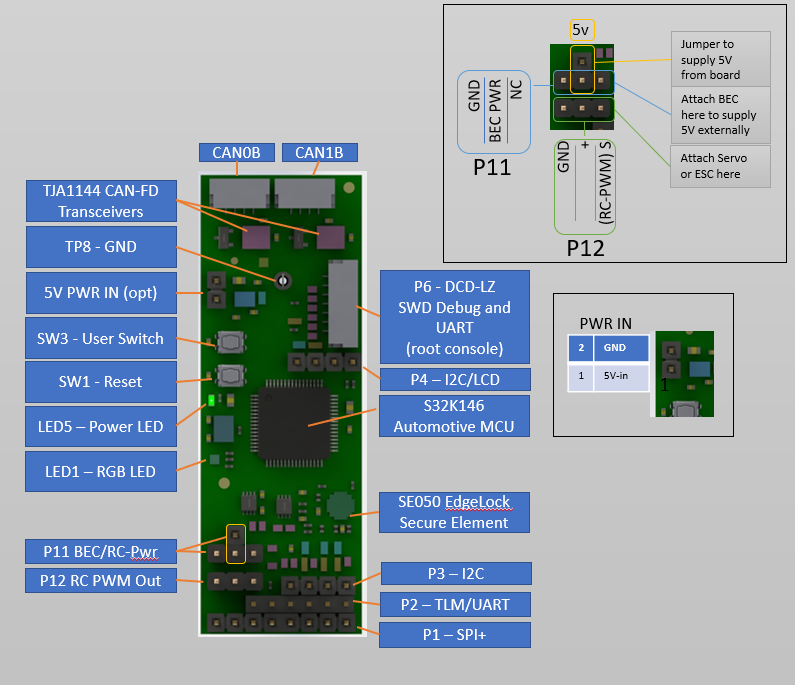 5v
Jumper to
supply 5V
from board
GND
BEC PWR
NC
Attach BEC
here to supply
5V externally
P11
GND
+
(RC-PWM) S
Attach Servo
or ESC here
P12
CAN0B
CAN1B
TJA1144 CAN-FD
Transceivers
TP8 - GND
5V PWR IN (opt)
SW3 - User Switch
SW1 - Reset
LED5 – Power LED
LED1 – RGB LED
P11 BEC/RC-Pwr
P12 RC PWM Out
P6 - DCD-LZ
SWD Debug and
UART
(root console)
P4 – I2C/LCD
S32K146
Automotive MCU
SE050 EdgeLock
Secure Element
P3 – I2C
P2 – TLM/UART
P1 – SPI+
PWR IN
2 GND
1 5V-in
1